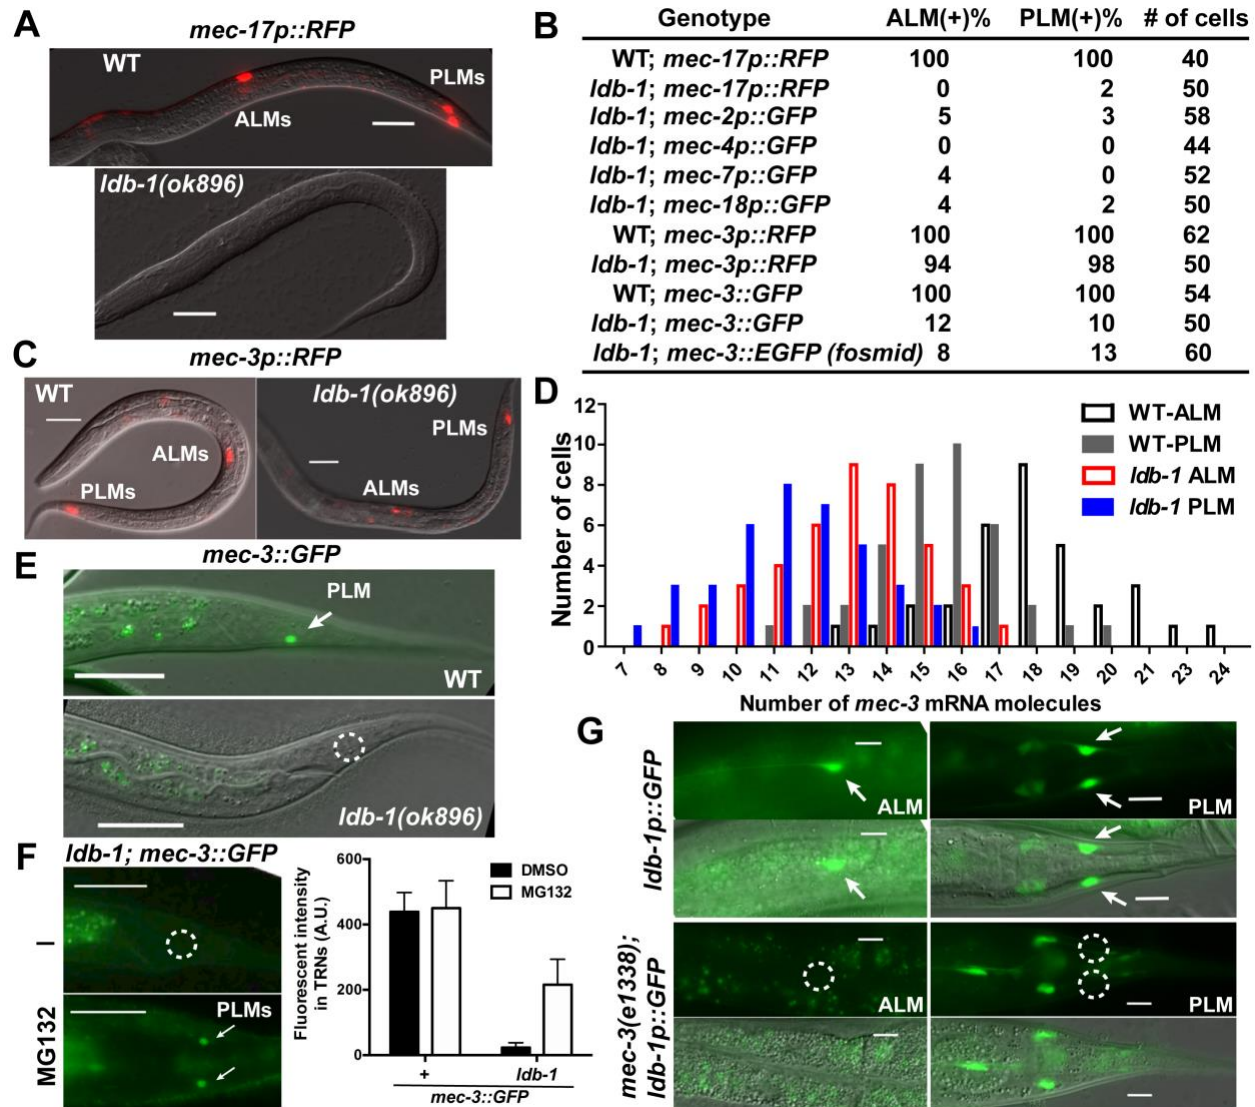 A
mec-17p::RFP
WT
PLMs
ALMs
ldb-1(ok896)
B
Genotype ALM(+)% PLM(+)% # of cells
WT; mec-17p::RFP 100 100 40
ldb-1; mec-17p::RFP 0 2 50
ldb-1; mec-2p::GFP 5 3 58
ldb-1; mec-4p::GFP 0 0 44
ldb-1; mec-7p::GFP 4 0 52
ldb-1; mec-18p::GFP 4 2 50
WT; mec-3p::RFP 100 100 62
ldb-1; mec-3p::RFP 94 98 50
WT; mec-3::GFP 100 100 54
ldb-1; mec-3::GFP 12 10 50
ldb-1; mec-3::EGFP (fosmid) 8 13 60
C
mec-3p::RFP
WT
ALMs
PLMs
ldb-1(ok896)
PLMs
ALMs
D
12
10
8
6
4
2
0
Number of cells
WT-ALM
WT-PLM
ldb-1 ALM
ldb-1 PLM
7 8 9 10 11 12 13 14 15 16 17 18 19 20 21 23 24
Number of mec-3 mRNA molecules
E
mec-3::GFP
PLM
WT
ldb-1(ok896)
F
ldb-1; mec-3::GFP
–
MG132
PLMs
600
400
200
0
Fluorescent intensity
in TRNs (A.U.)
DMSO
MG132
+ ldb-1
mec-3::GFP
G
ldb-1p::GFP
ALM
PLM
mec-3(e1338);
ldb-1p::GFP
ALM
PLM